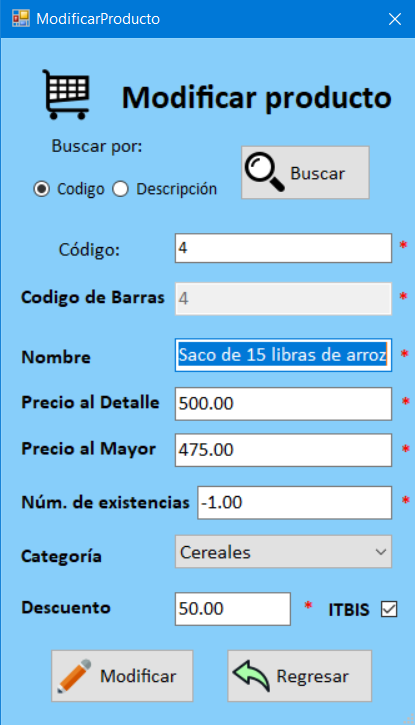 ModificarProducto
Modificar producto
Buscar por:
Buscar
Codigo Descripción
Código: 4 *
Codigo de Barras 4 *
Nombre Saco de 15 libras de arroz *
Precio al Detalle 500.00 *
Precio al Mayor 475.00 *
Núm. de existencias -1.00 *
Categoría Cereales
Descuento 50.00 * ITBIS
Modificar Regresar